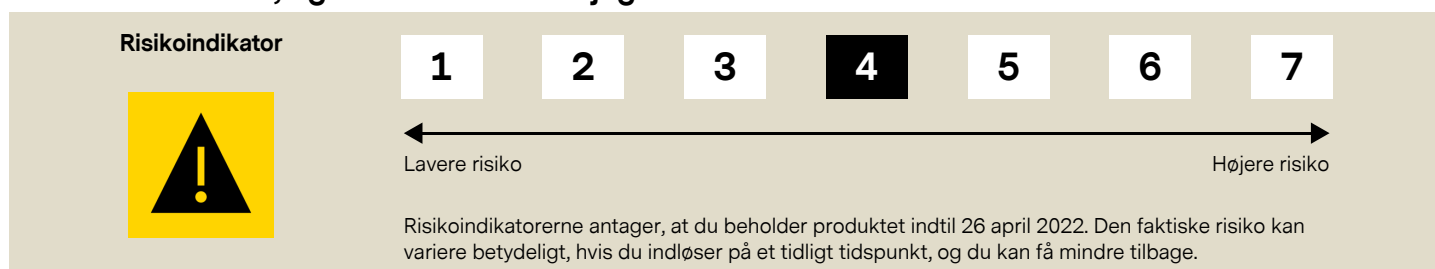 Risikoindikator
1 2 3 4 5 6 7
Lavere risiko Højere risiko
Risikoindikatorerne antager, at du beholder produktet indtil 26 april 2022. Den faktiske risiko kan
variere betydeligt, hvis du indløser på et tidligt tidspunkt, og du kan få mindre tilbage.